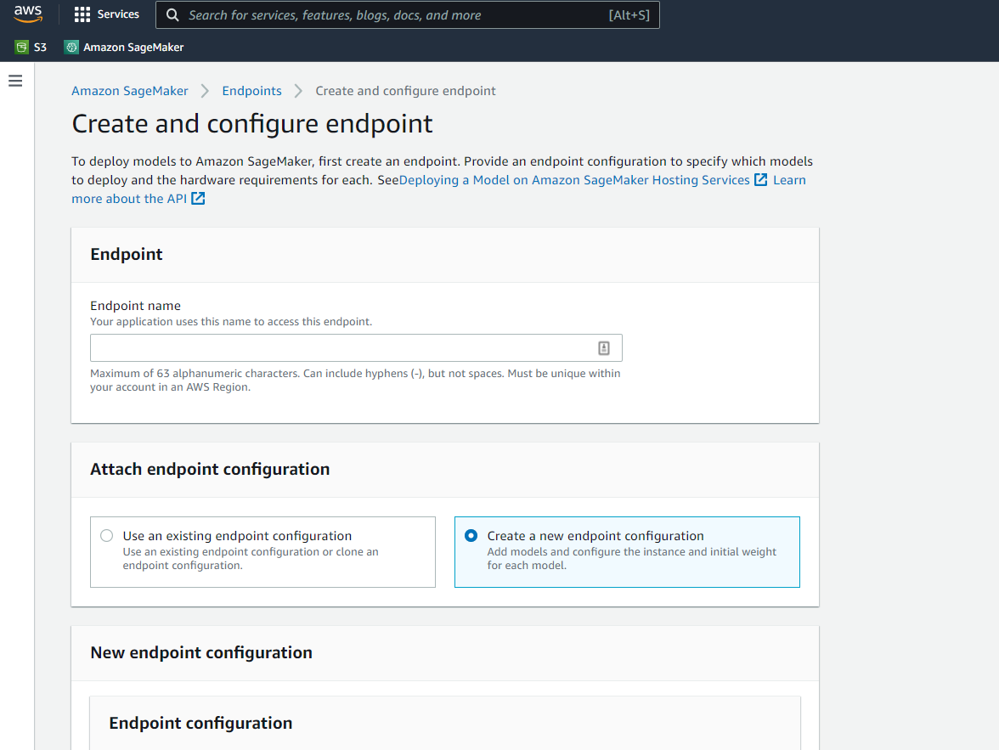 aws
Services
Search for services, features, blogs, docs, and more
[Alt+S]
S3
Amazon SageMaker
Amazon SageMaker
Endpoints
Create and configure endpoint
Create and configure endpoint
To deploy models to Amazon SageMaker, first create an endpoint. Provide an endpoint configuration to specify which models
to deploy and the hardware requirements for each. SeeDeploying a Model on Amazon SageMaker Hosting Services Learn
more about the API
Endpoint
Endpoint name
Your application uses this name to access this endpoint.
Maximum of 63 alphanumeric characters. Can include hyphens (-), but not spaces. Must be unique within
your account in an AWS Region.
Attach endpoint configuration
Use an existing endpoint configuration
Use an existing endpoint configuration or clone an
endpoint configuration.
Create a new endpoint configuration
Add models and configure the instance and initial weight
for each model.
New endpoint configuration
Endpoint configuration